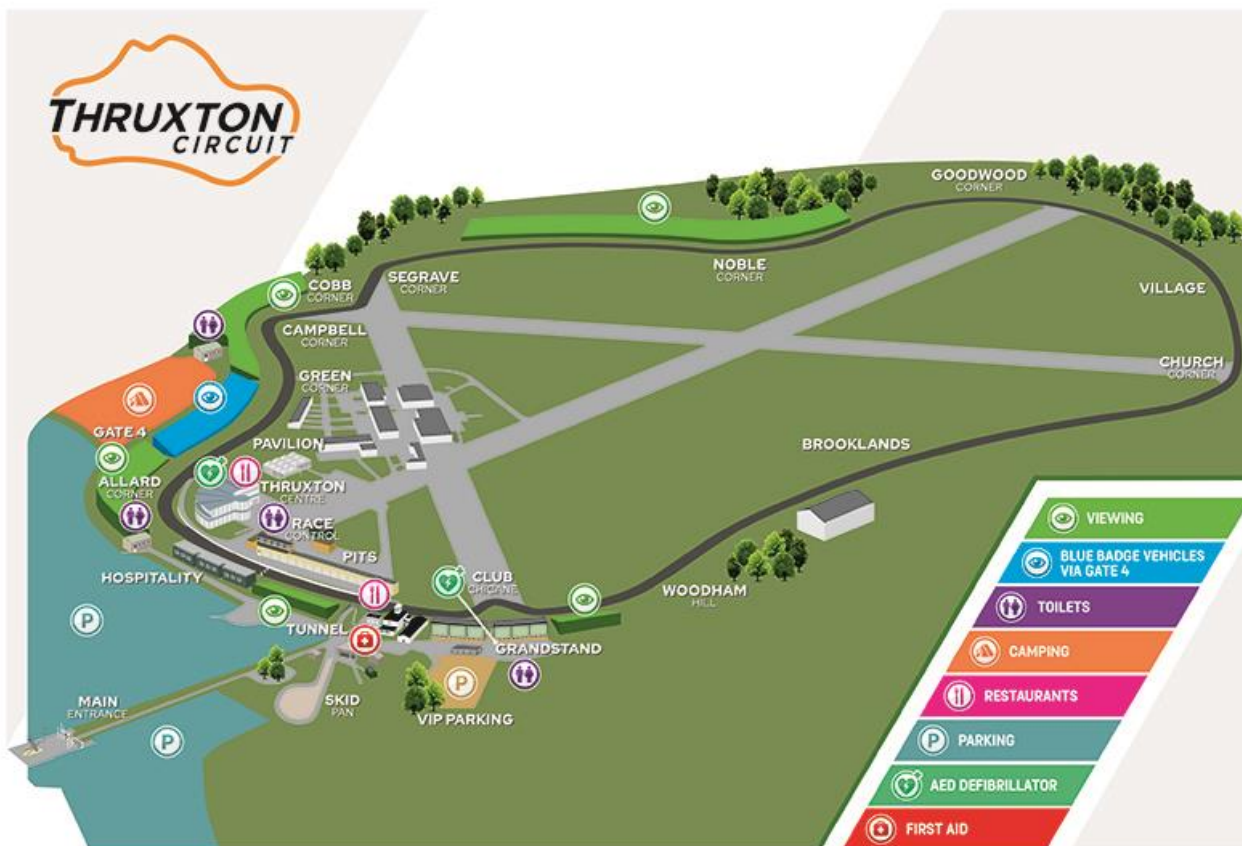 THRUXTON
CIRCUIT
GOODWOOD
CORNER
NOBLE
CORNER
SEGRAVE
CORNER
COBB
CORNER
VILLAGE
CAMPBELL
CORNER
CHURCH
CORNER
GREEN
CORNER
GATE 4
PAVILION
BROOKLANDS
ALLARD
CORNER
THRUXTON
CENTRE
RACE
CONTROL
PITS
HOSPITALITY
CLUB
CHICANE
WOODHAM
HILL
TUNNEL
GRANDSTAND
P
MAIN
ENTRANCE
SKID
PAN
P
VIP PARKING
P
VIEWING
BLUE BADGE VEHICLES
VIA GATE 4
TOILETS
CAMPING
RESTAURANTS
P PARKING
AED DEFIBRILLATOR
FIRST AID